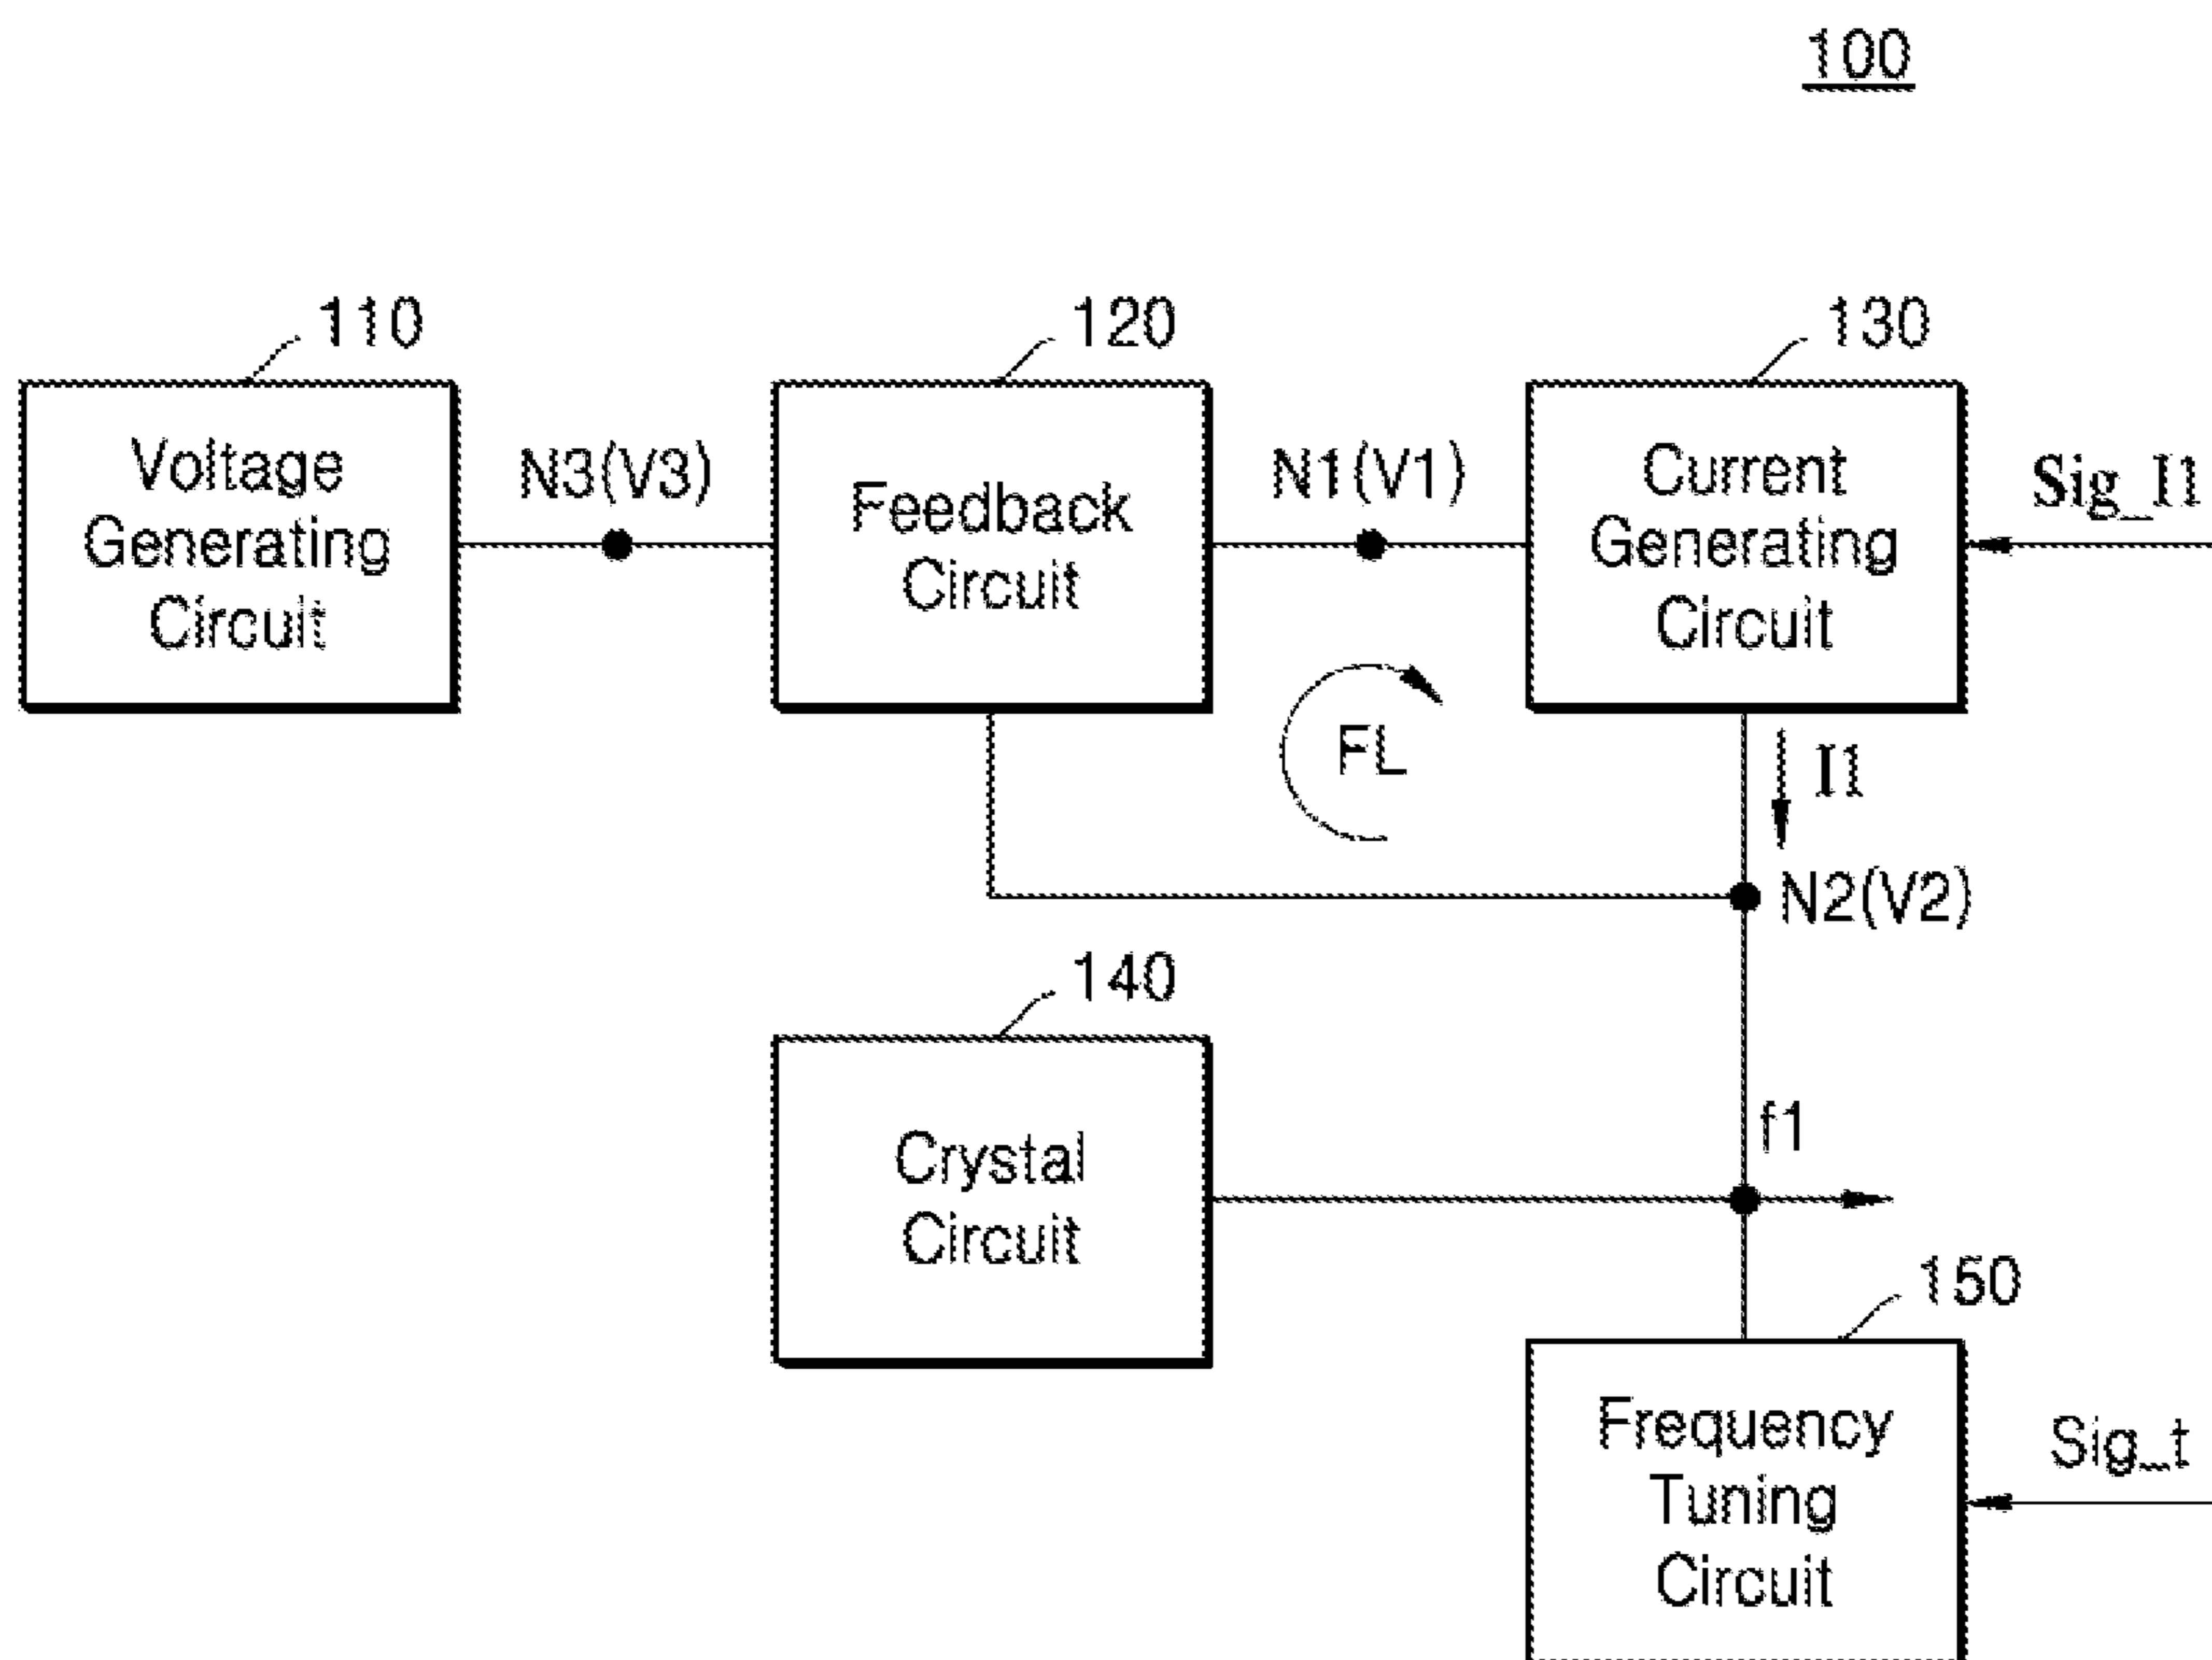 100
110
120
130
Voltage
Generating
Circuit
N3(V3)
Feedback
Circuit
N1(V1)
Current
Generating
Circuit
Sig_I1
FL
I1
N2(V2)
140
Crystal
Circuit
f1
150
Frequency
Tuning
Circuit
Sig_t